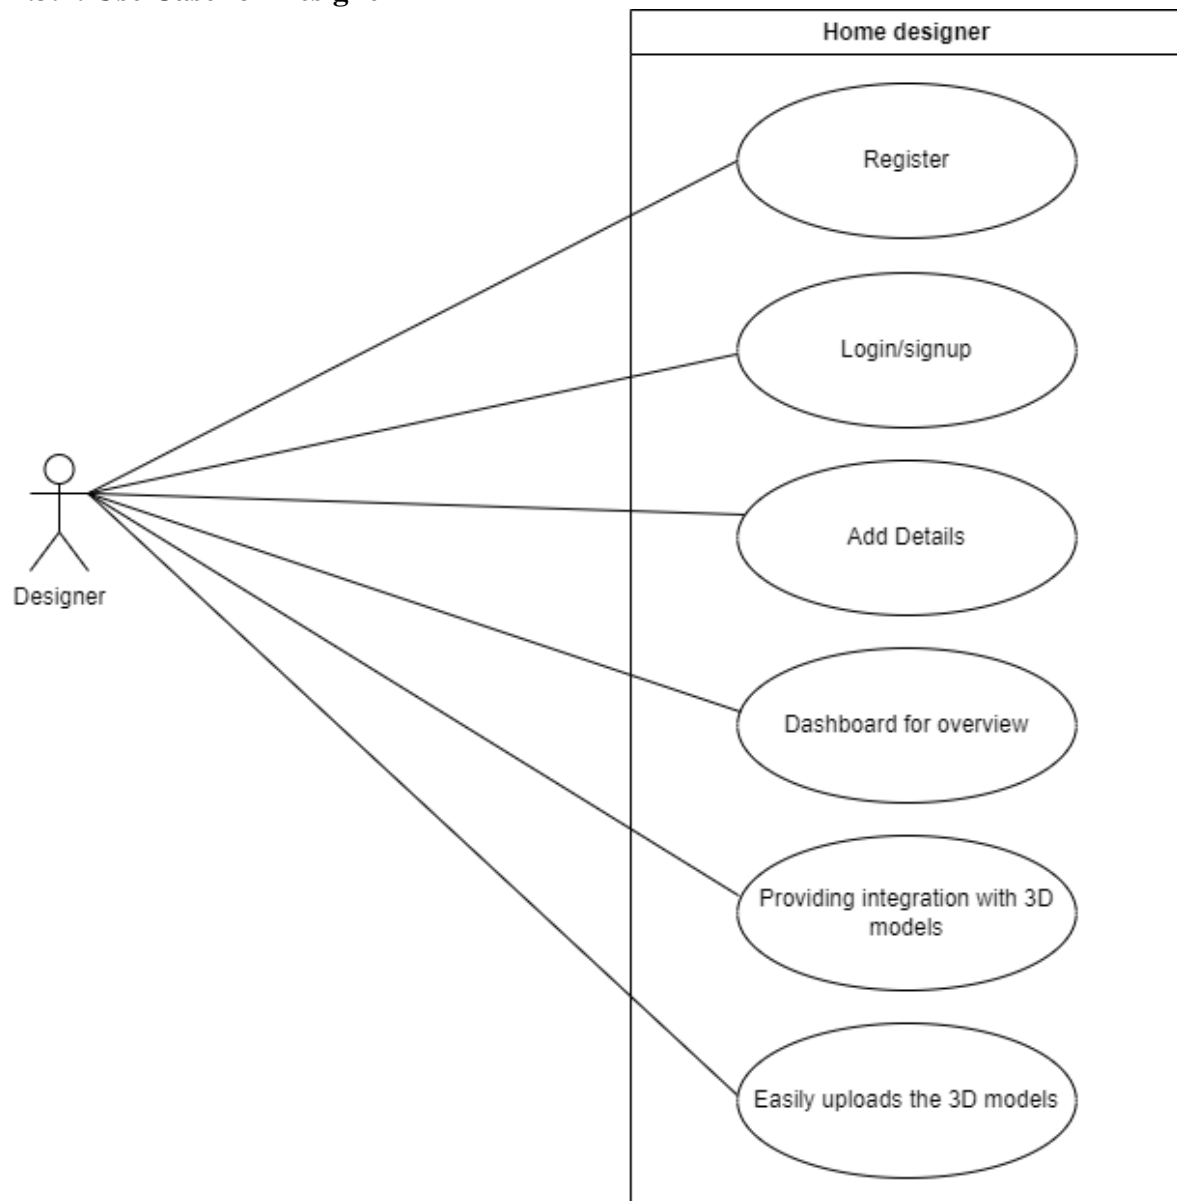 Home designer
Register
Login/signup
Add Details
Designer
Dashboard for overview
Providing integration with 3D
models
Easily uploads the 3D models